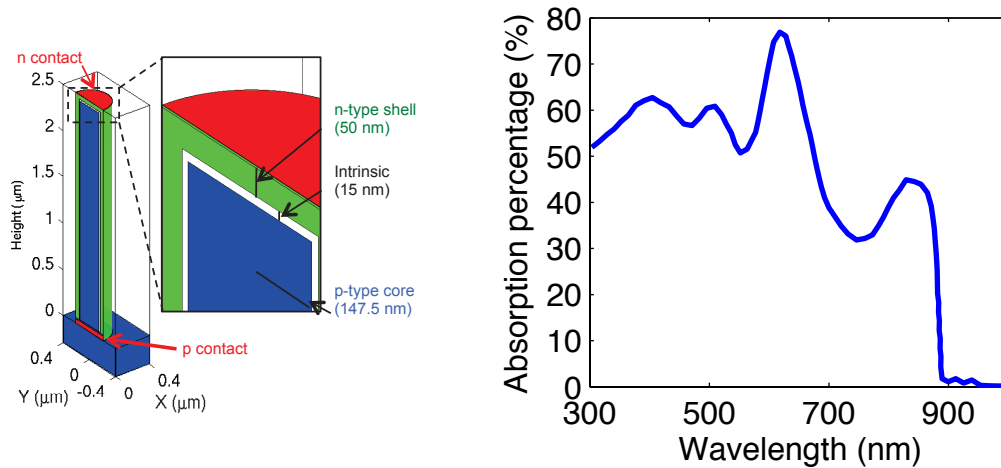 n contact
2.5
2
1.5
1
0.5
0
Height (μm)
0.4
0
-0.4
Y (μm)
0
0.4
X (μm)
p contact
n-type shell
(50 nm)
Intrinsic
(15 nm)
p-type core
(147.5 nm)
80
70
60
50
40
30
20
10
0
Absorption percentage (%)
300
500
700
900
Wavelength (nm)